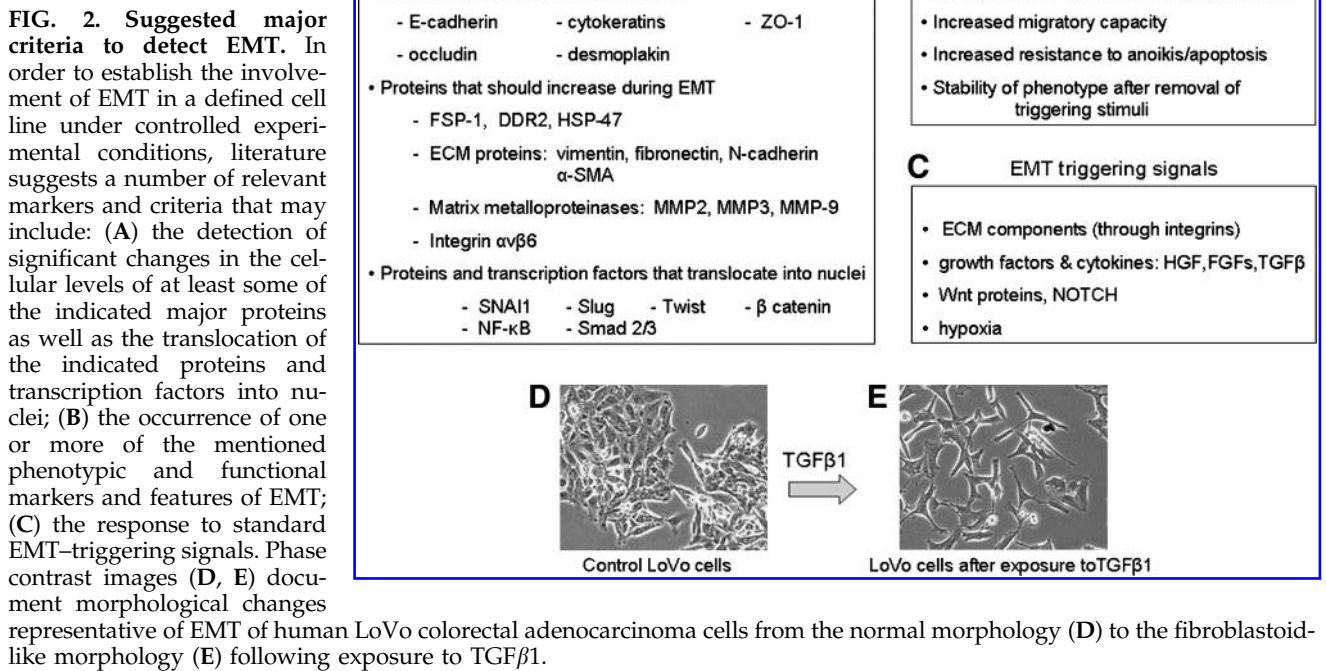 FIG. 2. Suggested major
criteria to detect EMT. In
order to establish the involve-
ment of EMT in a defined cell
line under controlled experi-
mental conditions, literature
suggests a number of relevant
markers and criteria that may
include: (A) the detection of
significant changes in the cel-
lular levels of at least some of
the indicated major proteins
as well as the translocation of
the indicated proteins and
transcription factors into nu-
clei; (B) the occurrence of one
or more of the mentioned
phenotypic and functional
markers and features of EMT;
(C) the response to standard
EMT–triggering signals. Phase
contrast images (D, E) docu-
ment morphological changes
representative of EMT of human LoVo colorectal adenocarcinoma cells from the normal morphology (D) to the fibroblastoid-
like morphology (E) following exposure to TGFβ1.
- E-cadherin - cytokeratins - ZO-1
- occludin - desmoplakin
• Proteins that should increase during EMT
- FSP-1, DDR2, HSP-47
- ECM proteins: vimentin, fibronectin, N-cadherin
α-SMA
- Matrix metalloproteinases: MMP2, MMP3, MMP-9
- Integrin αvβ6
• Proteins and transcription factors that translocate into nuclei
- SNAI1 - Slug - Twist - β catenin
- NF-κB - Smad 2/3
• Increased migratory capacity
• Increased resistance to anoikis/apoptosis
• Stability of phenotype after removal of
triggering stimuli
C EMT triggering signals
• ECM components (through integrins)
• growth factors & cytokines: HGF,FGFs,TGFβ
• Wnt proteins, NOTCH
• hypoxia
D
TGFβ1
E
Control LoVo cells
LoVo cells after exposure toTGFβ1